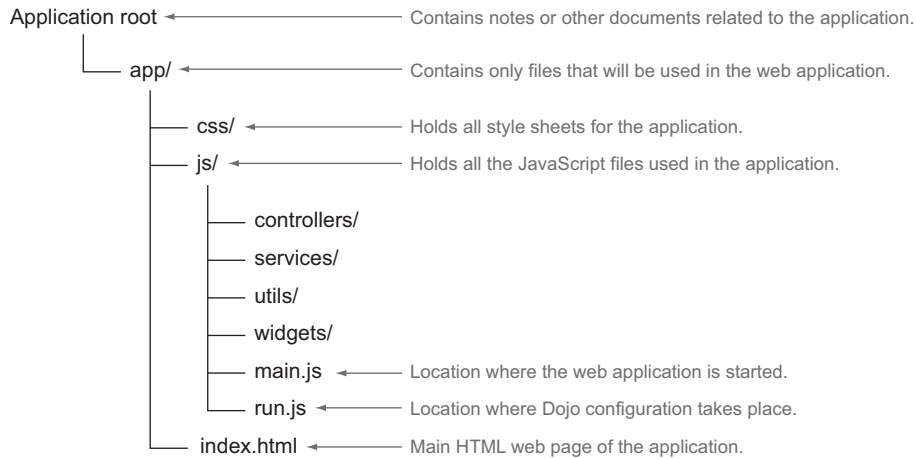 Application root Contains notes or other documents related to the application.
app/ Contains only files that will be used in the web application.
css/ Holds all style sheets for the application.
js/ Holds all the JavaScript files used in the application.
controllers/
services/
utils/
widgets/
main.js Location where the web application is started.
run.js Location where Dojo configuration takes place.
index.html Main HTML web page of the application.